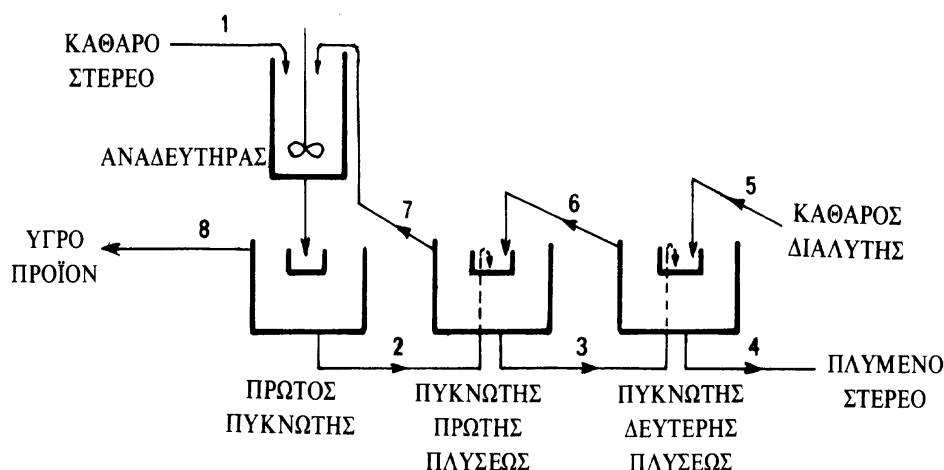 1
ΚΑΘΑΡΟ
ΣΤΕΡΕΟ
ΑΝΑΔΕΥΤΗΡΑΣ
8
ΥΓΡΟ
ΠΡΟΪΟΝ
7
6
5
ΚΑΘΑΡΟΣ
ΔΙΑΛΥΤΗΣ
2
3
4
ΠΛΥΜΕΝΟ
ΣΤΕΡΕΟ
ΠΡΩΤΟΣ
ΠΥΚΝΩΤΗΣ
ΠΥΚΝΩΤΗΣ
ΠΡΩΤΗΣ
ΠΛΥΣΕΩΣ
ΠΥΚΝΩΤΗΣ
ΔΕΥΤΕΡΗΣ
ΠΛΥΣΕΩΣ